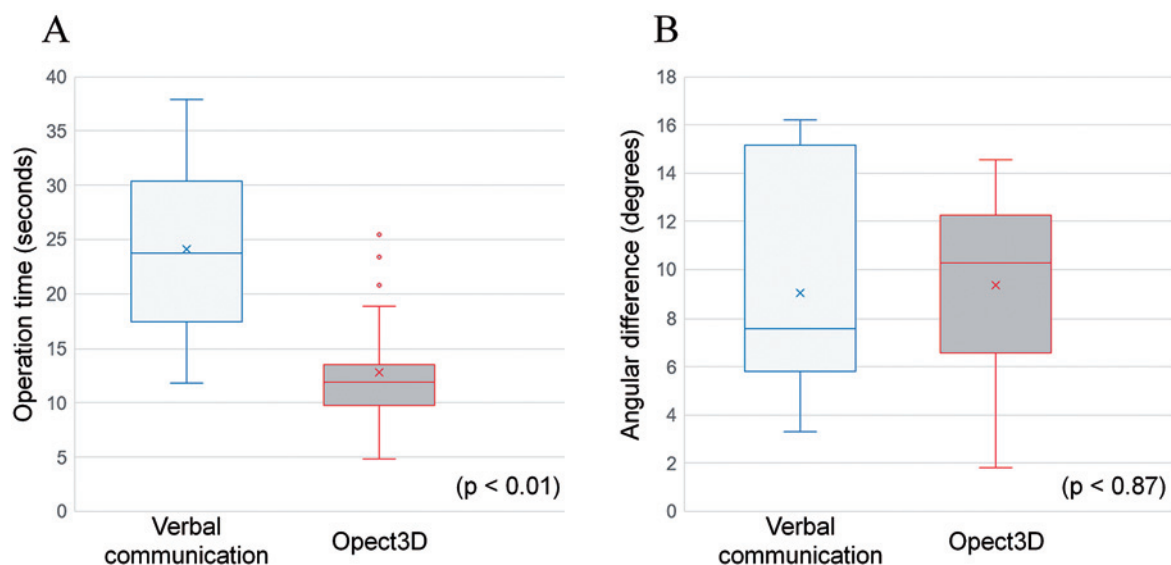 A
Operation time (seconds)
40
35
30
25
20
15
10
5
0
(p < 0.01)
Verbal
communication
Opect3D
B
Angular difference (degrees)
18
16
14
12
10
8
6
4
2
0
(p < 0.87)
Verbal
communication
Opect3D